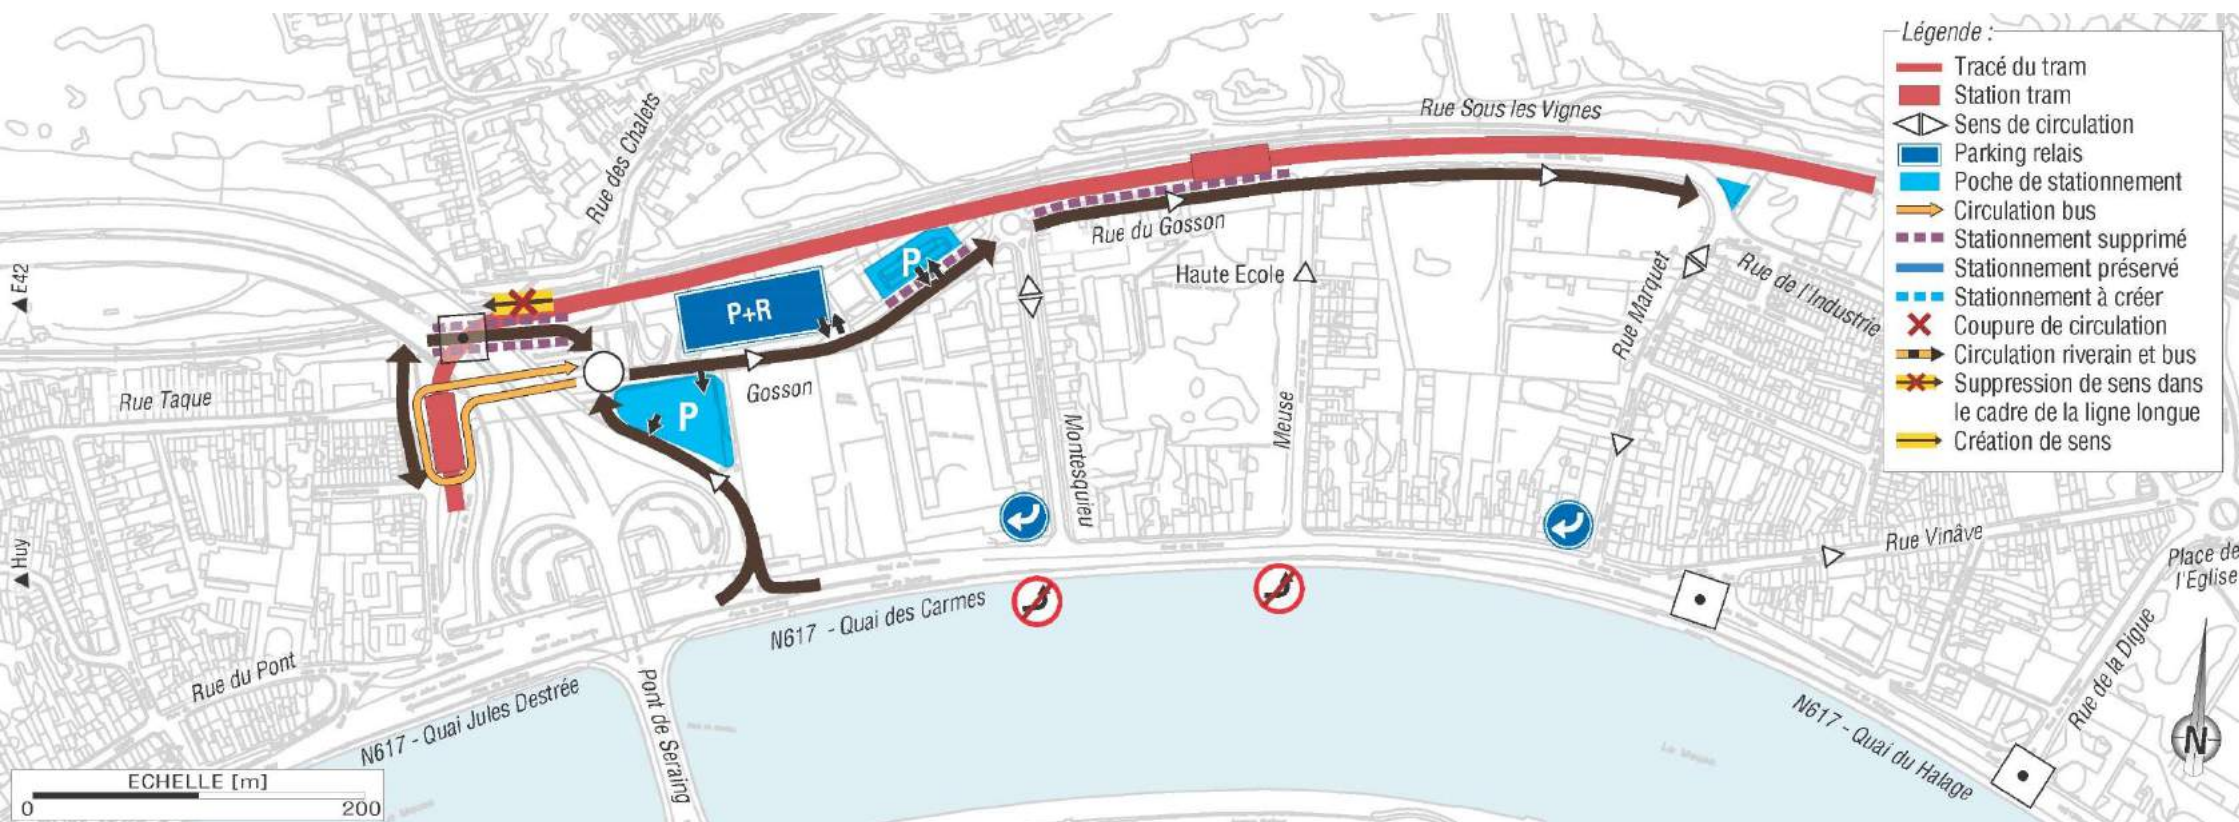 Légende :
Tracé du tram
Station tram
Sens de circulation
Parking relais
Poche de stationnement
Circulation bus
Stationnement supprimé
Stationnement préservé
Stationnement à créer
Coupure de circulation
Circulation riverain et bus
Suppression de sens dans
le cadre de la ligne longue
Création de sens
Rue Sous les Vignes
Rue des Chalets
E42
Rue du Gosson
Haute Ecole
P
P+R
Rue Marquet
Rue de l'Industrie
Rue Taque
Gosson
P
Montesquieu
Meuse
Huy
Rue Vinâve
Place de
l'Eglise
N617 - Quai des Carmes
Rue du Pont
N617 - Quai Jules Destrée
Pont de Seraing
Rue de la Digue
N617 - Quai du Halage
N
ECHELLE [m]
0
200